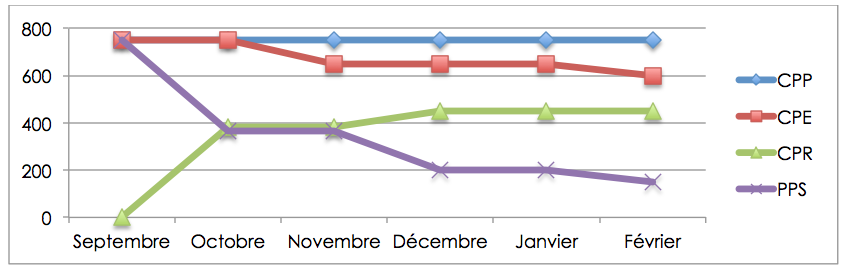 800
600
400
200
0
Septembre Octobre Novembre Décembre Janvier Février
CPP
CPE
CPR
PPS